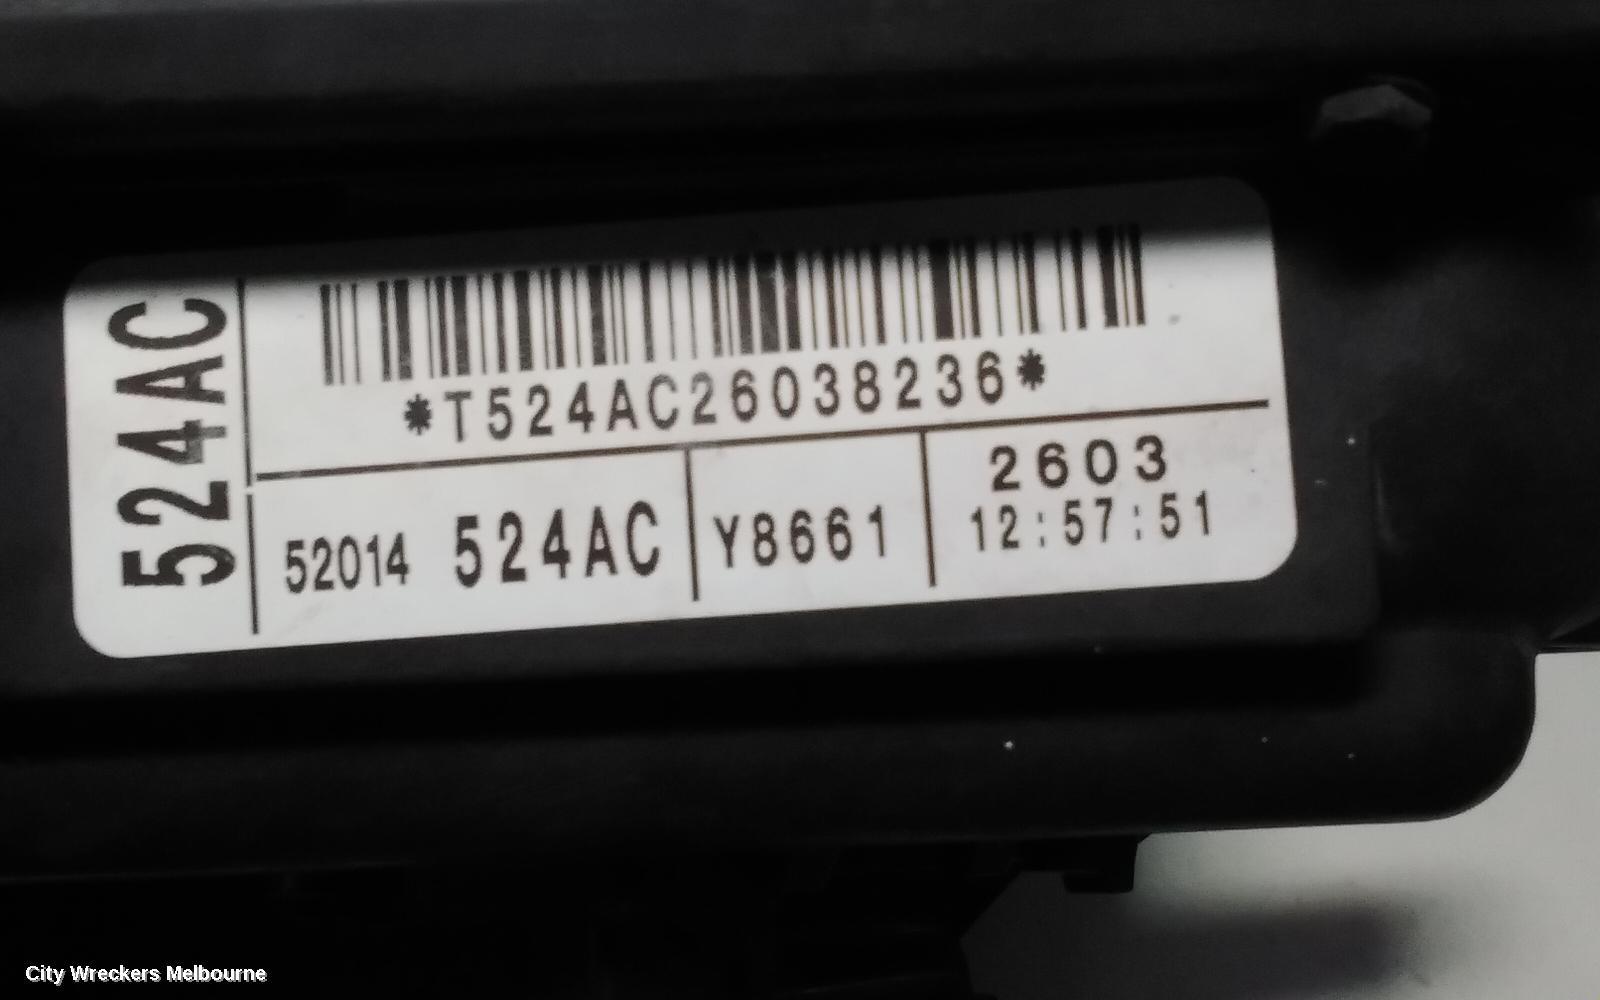 524AC
*T524AC26038236*
52014 524AC Y8661 2603
12:57:51
City Wreckers Melbourne